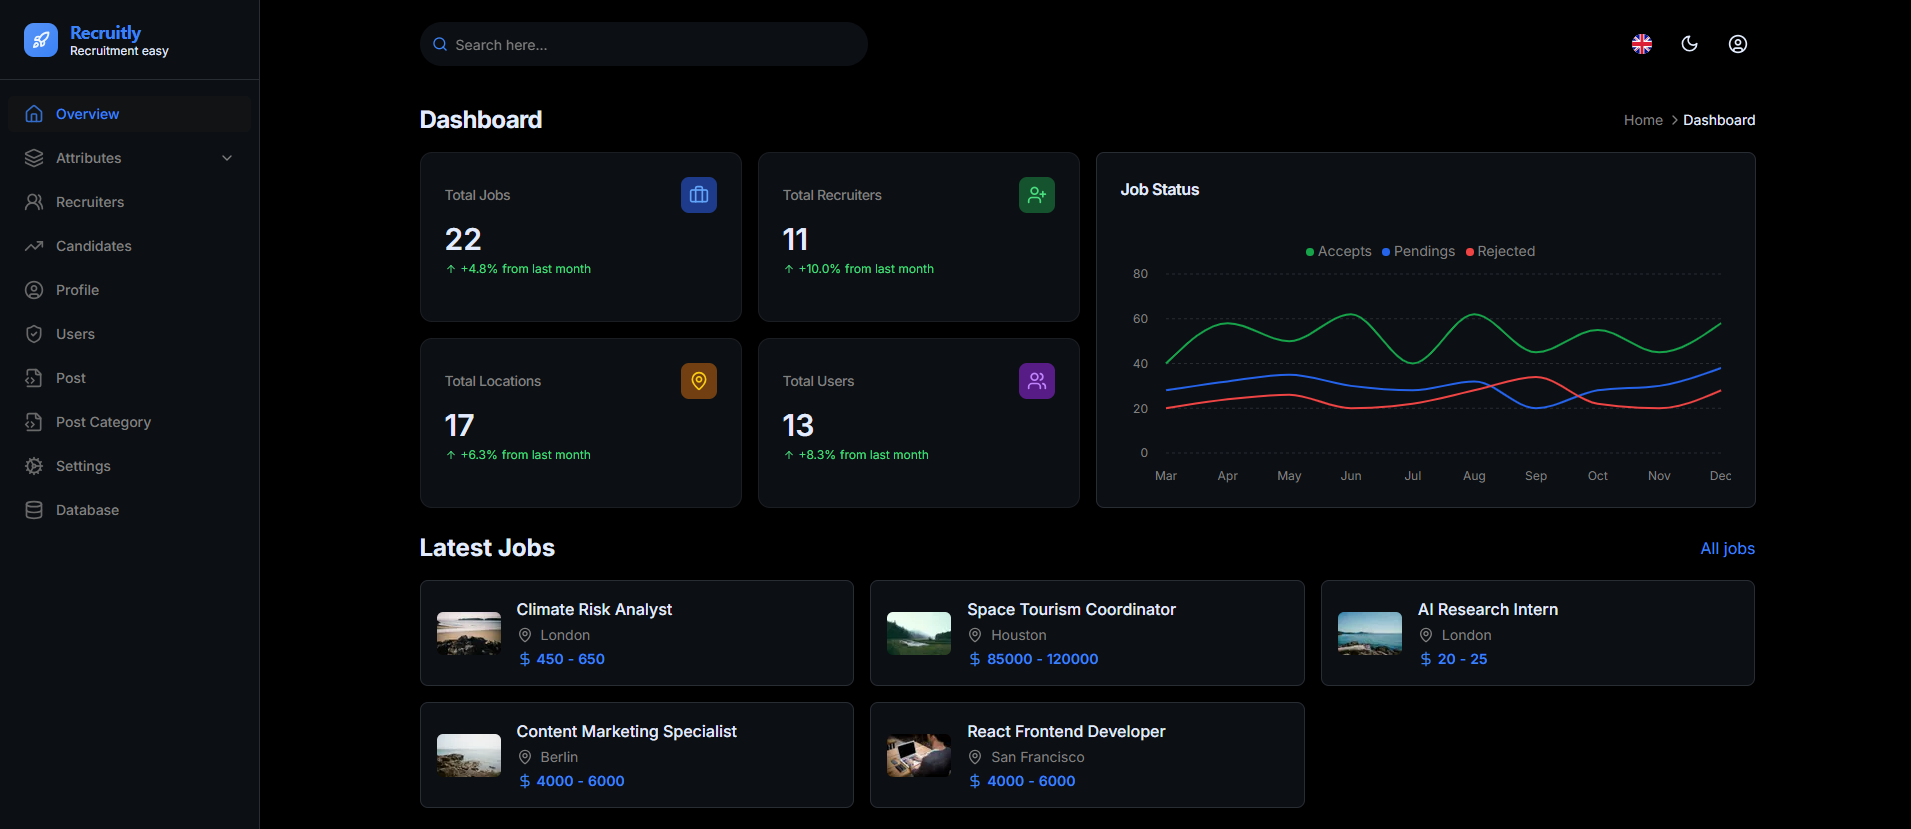 Recruitly
Recruitment easy
Overview
Attributes
Recruiters
Candidates
Profile
Users
Post
Post Category
Settings
Database
Search here...
Dashboard
Home > Dashboard
Total Jobs
22
↑ +4.8% from last month
Total Recruiters
11
↑ +10.0% from last month
Total Locations
17
↑ +6.3% from last month
Total Users
13
↑ +8.3% from last month
Job Status
Accepts Pendings Rejected
80
60
40
20
0
Mar Apr May Jun Jul Aug Sep Oct Nov Dec
Latest Jobs
All jobs
Climate Risk Analyst
London
$ 450 - 650
Space Tourism Coordinator
Houston
$ 85000 - 120000
AI Research Intern
London
$ 20 - 25
Content Marketing Specialist
Berlin
$ 4000 - 6000
React Frontend Developer
San Francisco
$ 4000 - 6000